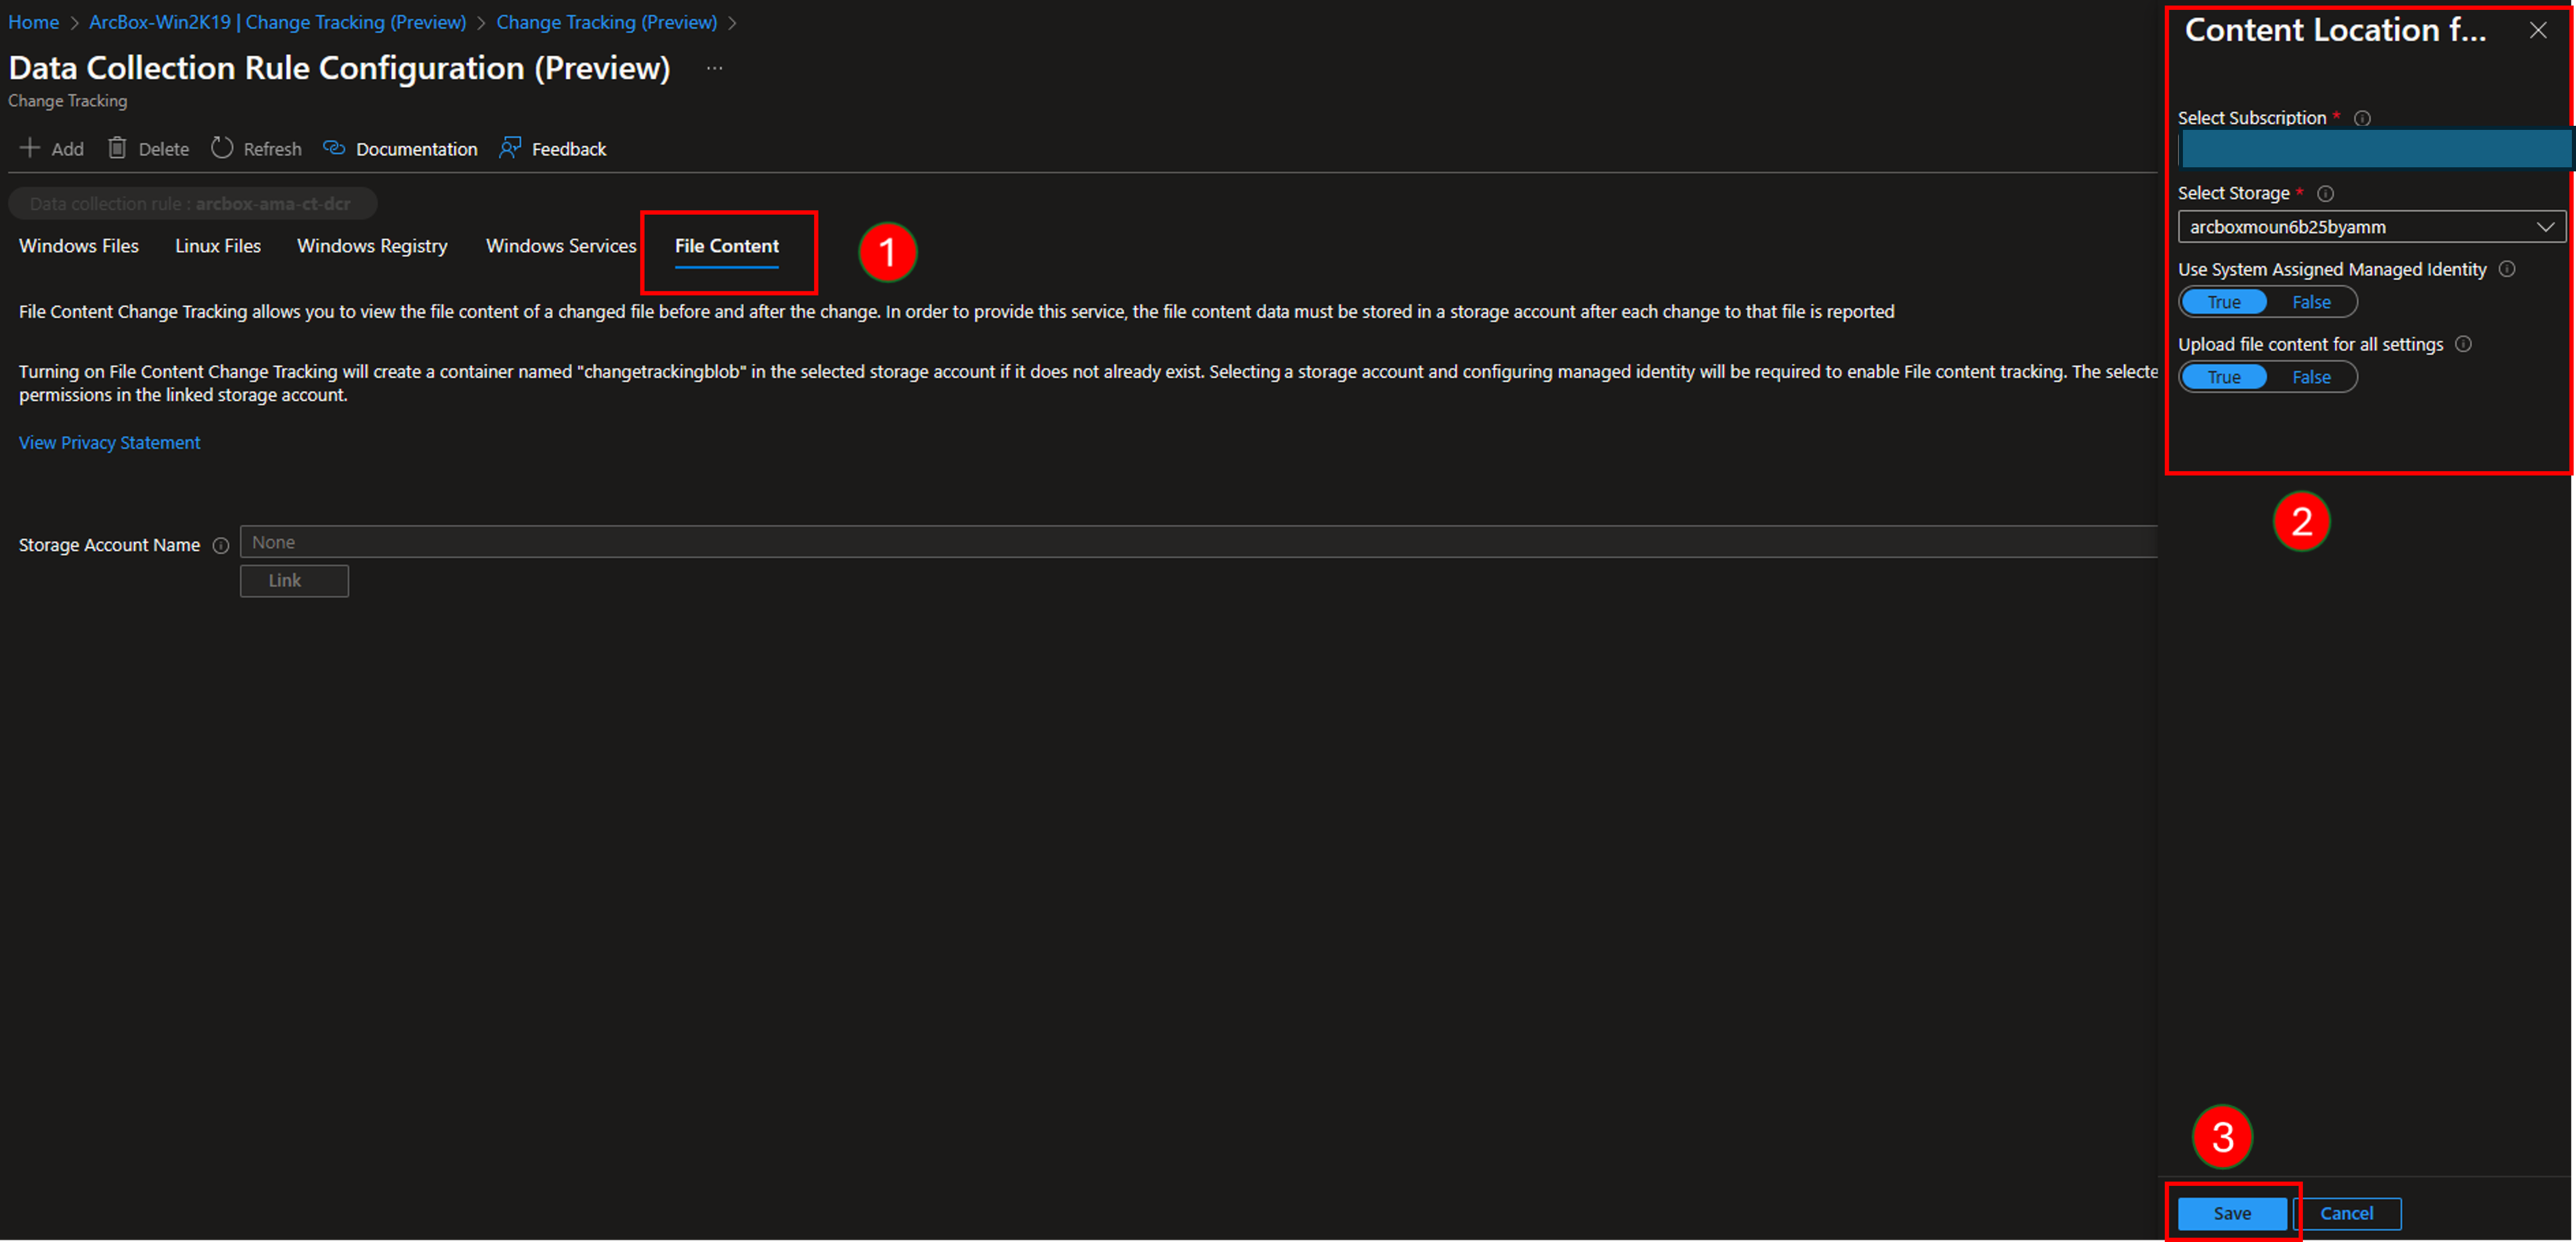 Home > ArcBox-Win2K19 | Change Tracking (Preview) > Change Tracking (Preview) >
Data Collection Rule Configuration (Preview) ...
Change Tracking
Add Delete Refresh Documentation Feedback
Data collection rule : arcbox-ama-ct-dcr
Windows Files Linux Files Windows Registry Windows Services File Content
1
File Content Change Tracking allows you to view the file content of a changed file before and after the change. In order to provide this service, the file content data must be stored in a storage account after each change to that file is reported
Turning on File Content Change Tracking will create a container named "changetrackingblob" in the selected storage account if it does not already exist. Selecting a storage account and configuring managed identity will be required to enable File content tracking. The selecte
permissions in the linked storage account.
View Privacy Statement
Storage Account Name None
Link
Content Location f...
Select Subscription *
Select Storage *
arcboxmoun6b25byamm
Use System Assigned Managed Identity
True False
Upload file content for all settings
True False
2
3
Save Cancel